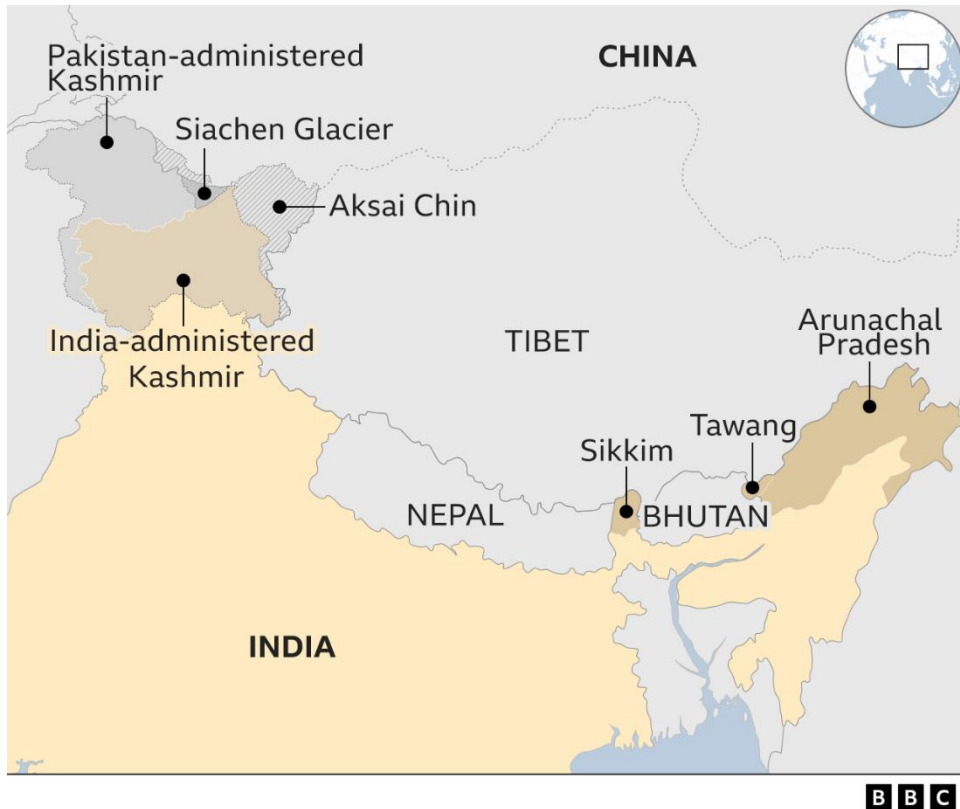 Pakistan-administered
Kashmir
CHINA
Siachen Glacier
Aksai Chin
India-administered
Kashmir
TIBET
Arunachal
Pradesh
Tawang
Sikkim
NEPAL
BHUTAN
INDIA
BBC